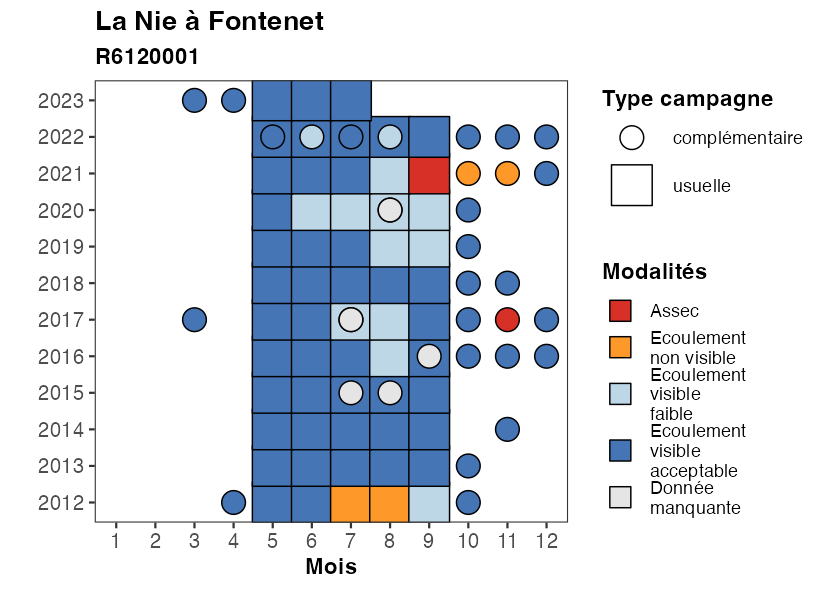 La Nie à Fontenet
R6120001
2023
2022
2021
2020
2019
2018
2017
2016
2015
2014
2013
2012
1 2 3 4 5 6 7 8 9 10 11 12
Mois
Type campagne
complémentaire
usuelle
Modalités
Assec
Ecoulement
non visible
Ecoulement
visible
faible
Ecoulement
visible
acceptable
Donnée
manquante